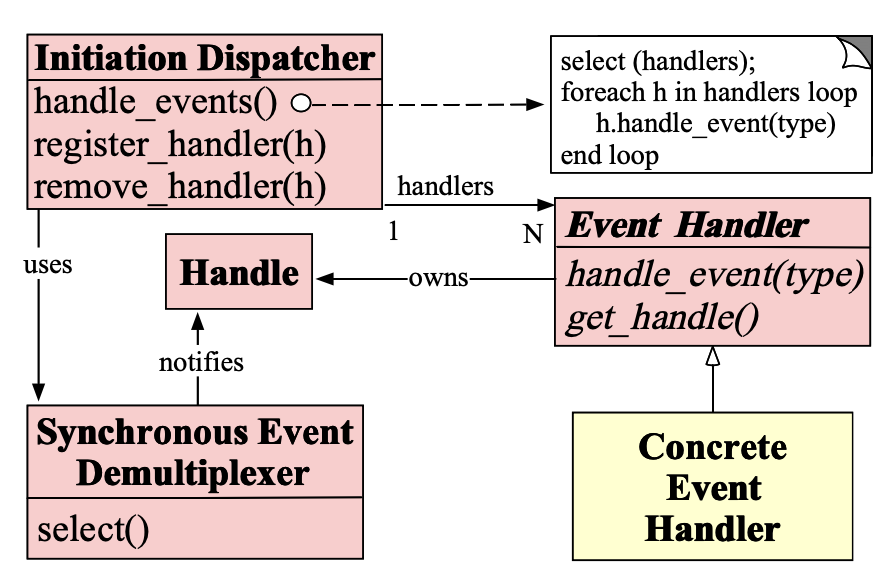 Initiation Dispatcher
handle_events()
register_handler(h)
remove_handler(h)
select (handlers);
foreach h in handlers loop
h.handle_event(type)
end loop
handlers
1
N
Event Handler
handle_event(type)
get_handle()
uses
Handle
owns
notifies
Synchronous Event
Demultiplexer
select()
Concrete
Event
Handler